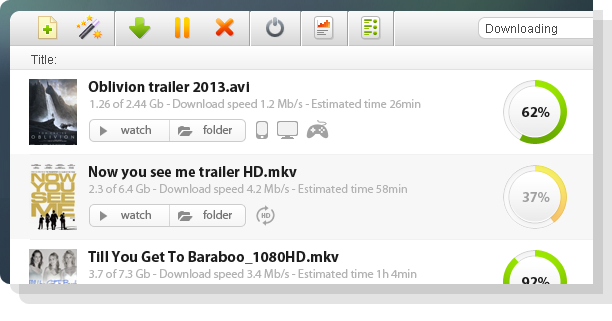 Downloading
Title:
Oblivion trailer 2013.avi
1.26 of 2.44 Gb - Download speed 1.2 Mb/s - Estimated time 26min
OBLIVION
watch
folder
62%
Now you see me trailer HD.mkv
2.3 of 6.4 Gb - Download speed 4.2 Mb/s - Estimated time 58min
NOW
YOU
SEE
ME
watch
folder
HD
37%
Till You Get To Baraboo_1080HD.mkv
3.7 of 7.3 Gb - Download speed 3.4 Mb/s - Estimated time 1h 4min
92%